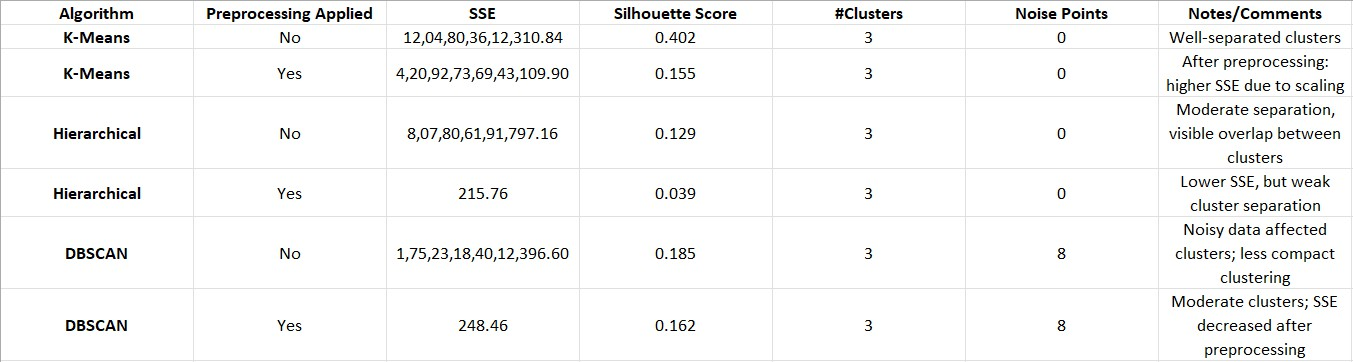 Algorithm Preprocessing Applied SSE Silhouette Score #Clusters Noise Points Notes/Comments
K-Means No 12,04,80,36,12,310.84 0.402 3 0 Well-separated clusters
K-Means Yes 4,20,92,73,69,43,109.90 0.155 3 0 After preprocessing:
higher SSE due to scaling
Hierarchical No 8,07,80,61,91,797.16 0.129 3 0 Moderate separation,
visible overlap between
clusters
Hierarchical Yes 215.76 0.039 3 0 Lower SSE, but weak
cluster separation
DBSCAN No 1,75,23,18,40,12,396.60 0.185 3 8 Noisy data affected
clusters; less compact
clustering
DBSCAN Yes 248.46 0.162 3 8 Moderate clusters; SSE
decreased after
preprocessing